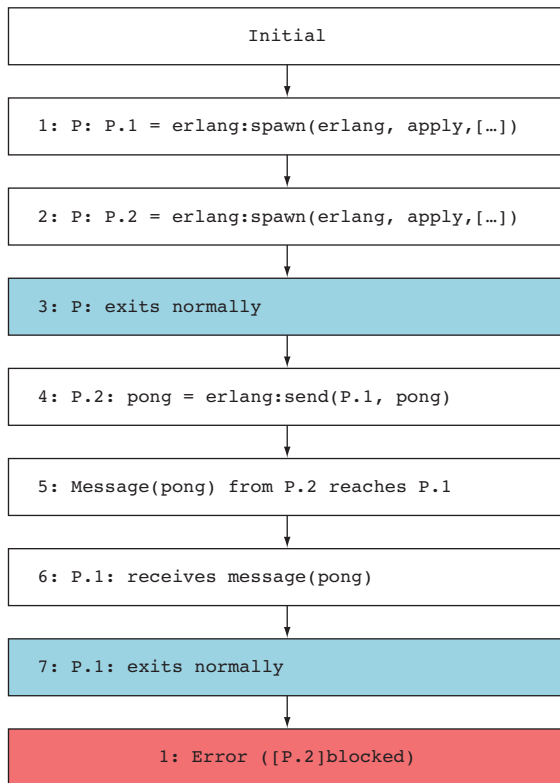 Initial
1: P: P.1 = erlang:spawn(erlang, apply,[…])
2: P: P.2 = erlang:spawn(erlang, apply,[…])
3: P: exits normally
4: P.2: pong = erlang:send(P.1, pong)
5: Message(pong) from P.2 reaches P.1
6: P.1: receives message(pong)
7: P.1: exits normally
1: Error ([P.2]blocked)